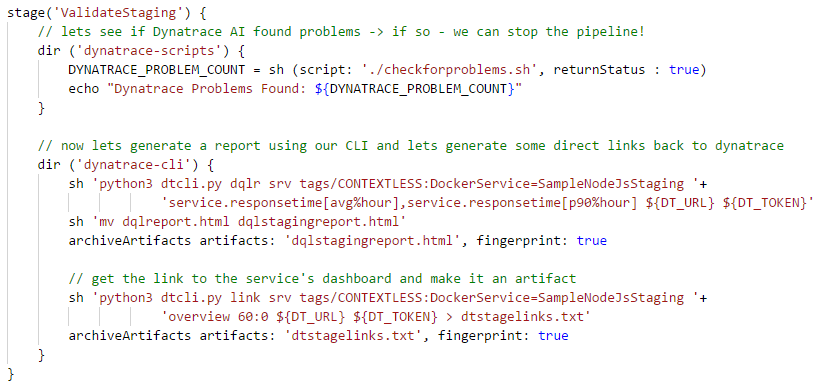 stage('ValidateStaging') {
    // lets see if Dynatrace AI found problems -> if so - we can stop the pipeline!
    dir ('dynatrace-scripts') {
        DYNATRACE_PROBLEM_COUNT = sh (script: './checkforproblems.sh', returnStatus : true)
        echo "Dynatrace Problems Found: ${DYNATRACE_PROBLEM_COUNT}"
    }

    // now lets generate a report using our CLI and lets generate some direct links back to dynatrace
    dir ('dynatrace-cli') {
        sh 'python3 dtcli.py dqlr srv tags/CONTEXTLESS:DockerService=SampleNodeJsStaging '+
                    'service.responsetime[avg%hour],service.responsetime[p90%hour] ${DT_URL} ${DT_TOKEN}'
        sh 'mv dqlreport.html dqlstagingreport.html'
        archiveArtifacts artifacts: 'dqlstagingreport.html', fingerprint: true

        // get the link to the service's dashboard and make it an artifact
        sh 'python3 dtcli.py link srv tags/CONTEXTLESS:DockerService=SampleNodeJsStaging '+
                    'overview 60:0 ${DT_URL} ${DT_TOKEN} > dtstagelinks.txt'
        archiveArtifacts artifacts: 'dtstagelinks.txt', fingerprint: true
    }
}